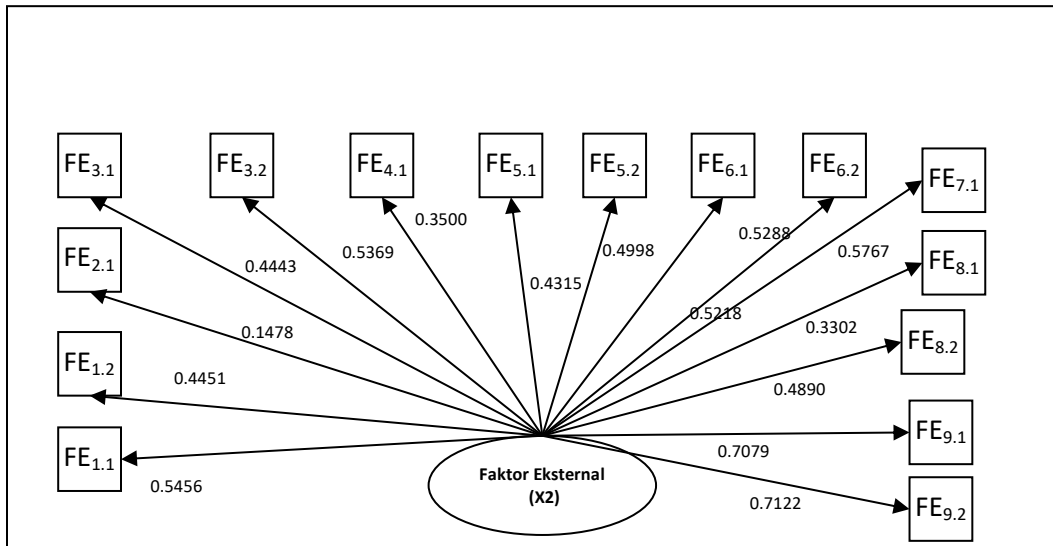 FE3.1
FE3.2
FE4.1
FE5.1
FE5.2
FE6.1
FE6.2
FE7.1
FE2.1
FE8.1
FE1.2
FE8.2
FE1.1
FE9.1
FE9.2
0.3500
0.5369
0.4443
0.4315
0.4998
0.5288
0.5767
0.5218
0.3302
0.1478
0.4451
0.4890
0.7079
0.5456
0.7122
Faktor Eksternal
(X2)